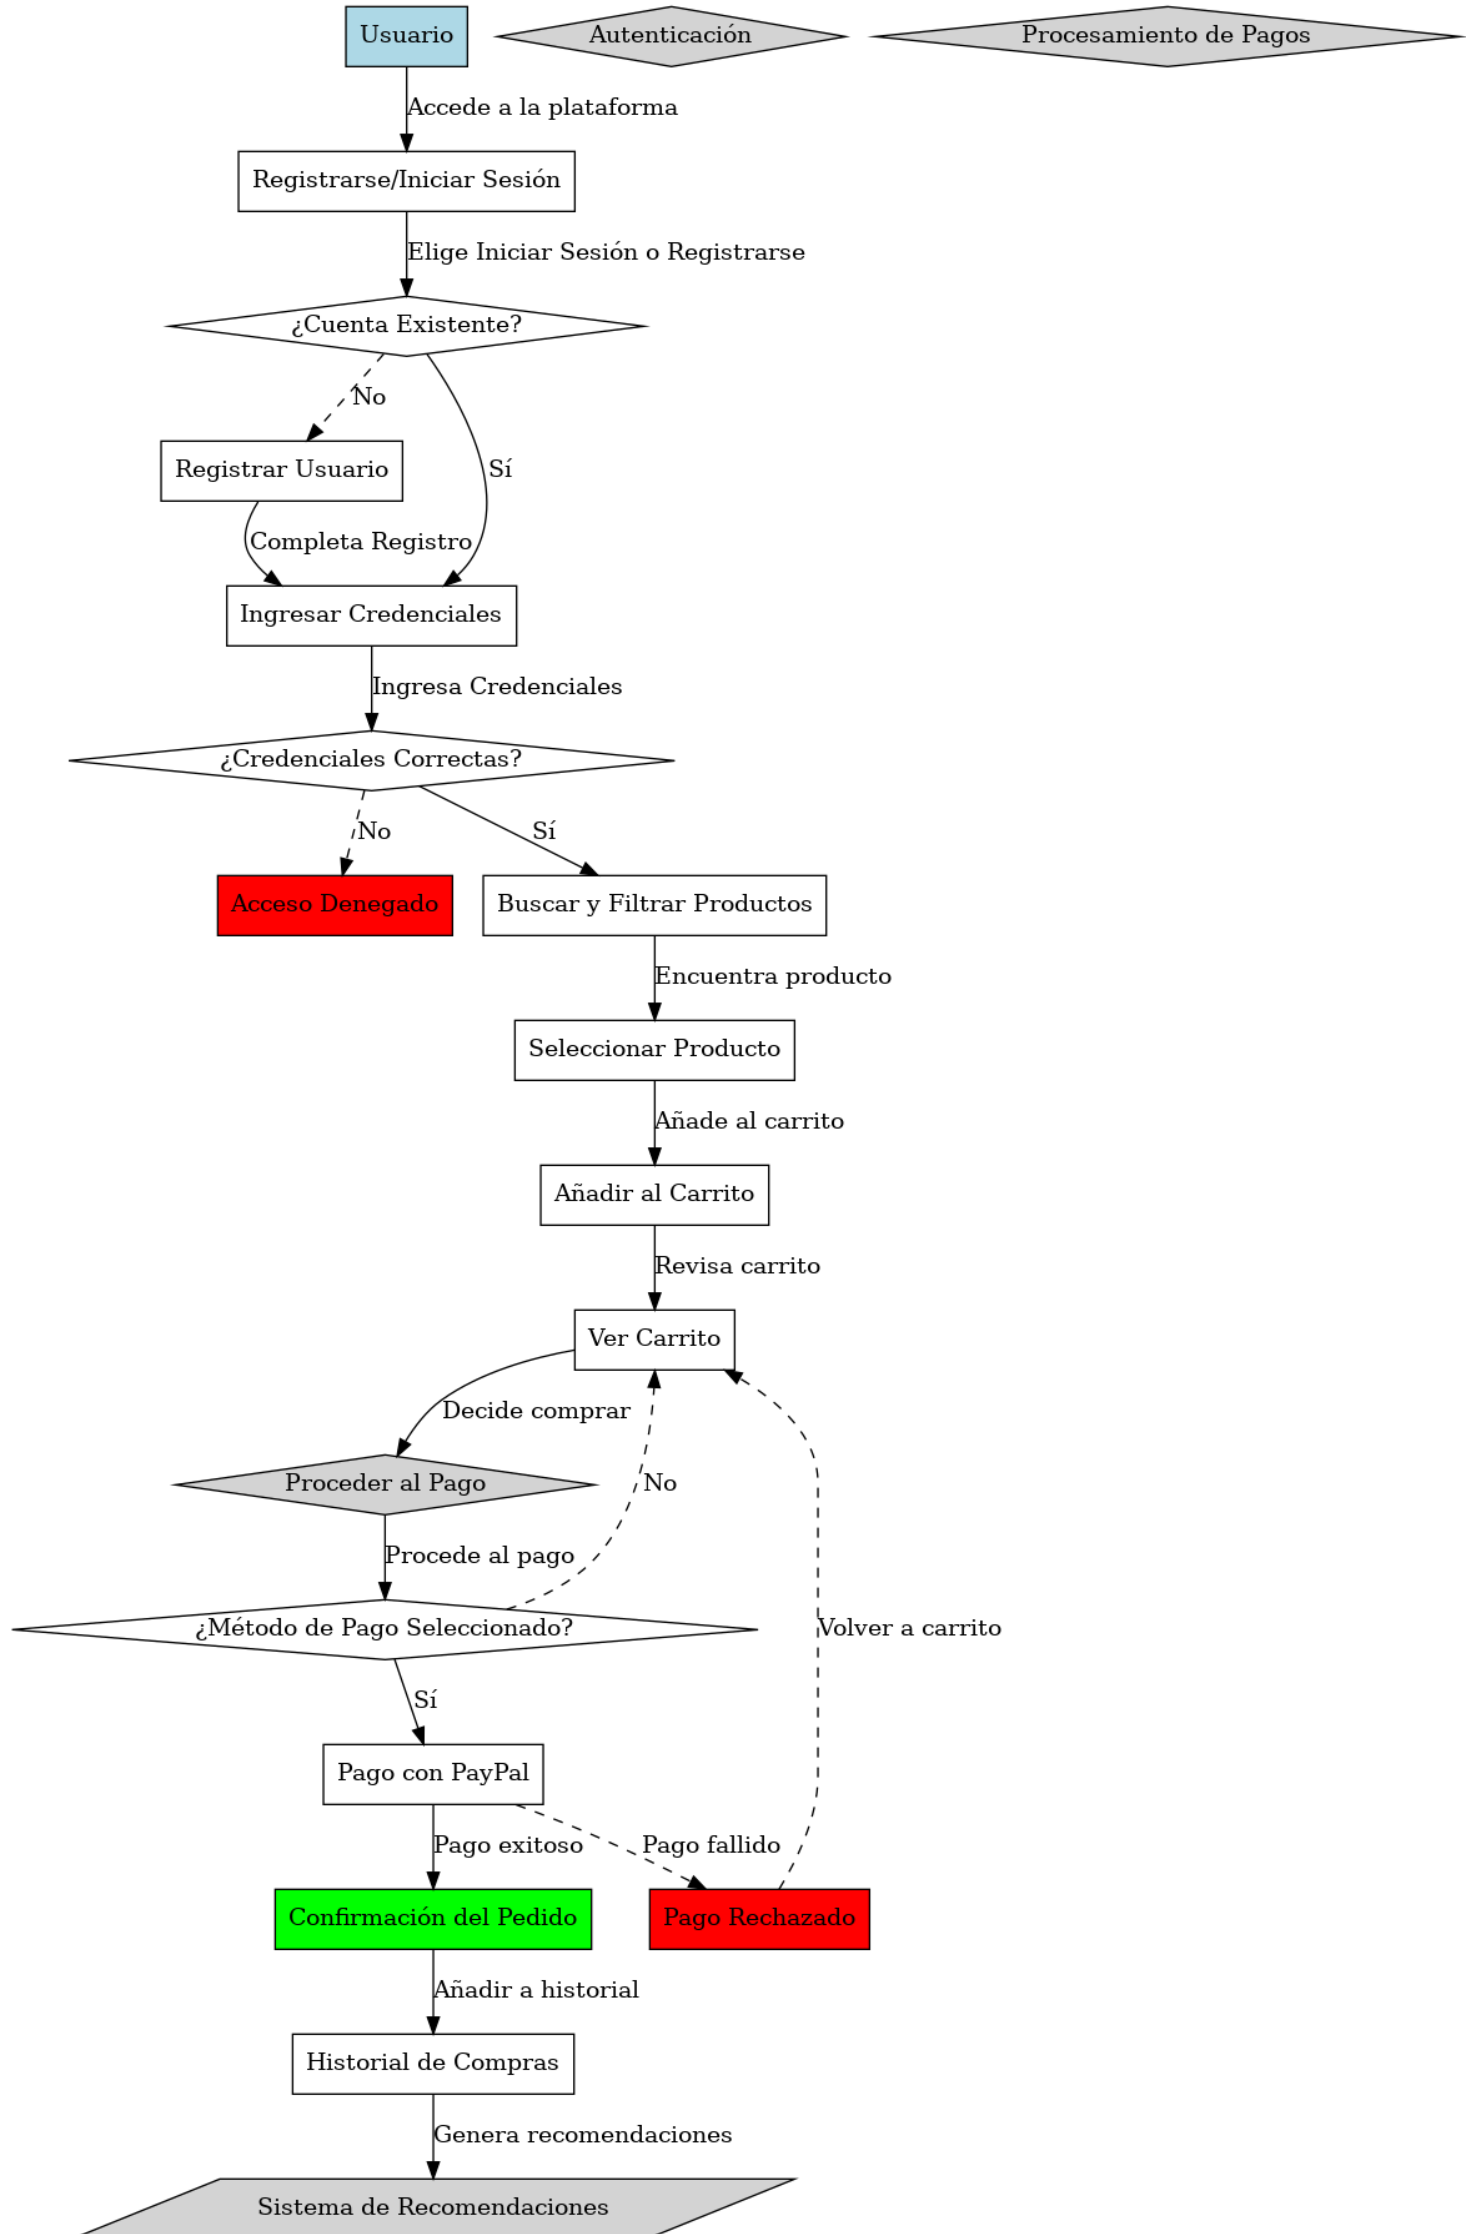 Usuario
Autenticación
Procesamiento de Pagos
Accede a la plataforma
Registrarse/Iniciar Sesión
Elige Iniciar Sesión o Registrarse
¿Cuenta Existente?
No
Registrar Usuario
Sí
Completa Registro
Ingresar Credenciales
Ingresa Credenciales
¿Credenciales Correctas?
No
Sí
Acceso Denegado
Buscar y Filtrar Productos
Encuentra producto
Seleccionar Producto
Añade al carrito
Añadir al Carrito
Revisa carrito
Ver Carrito
Decide comprar
Proceder al Pago
No
Procede al pago
¿Método de Pago Seleccionado?
Volver a carrito
Sí
Pago con PayPal
Pago exitoso
Pago fallido
Confirmación del Pedido
Pago Rechazado
Añadir a historial
Historial de Compras
Genera recomendaciones
Sistema de Recomendaciones